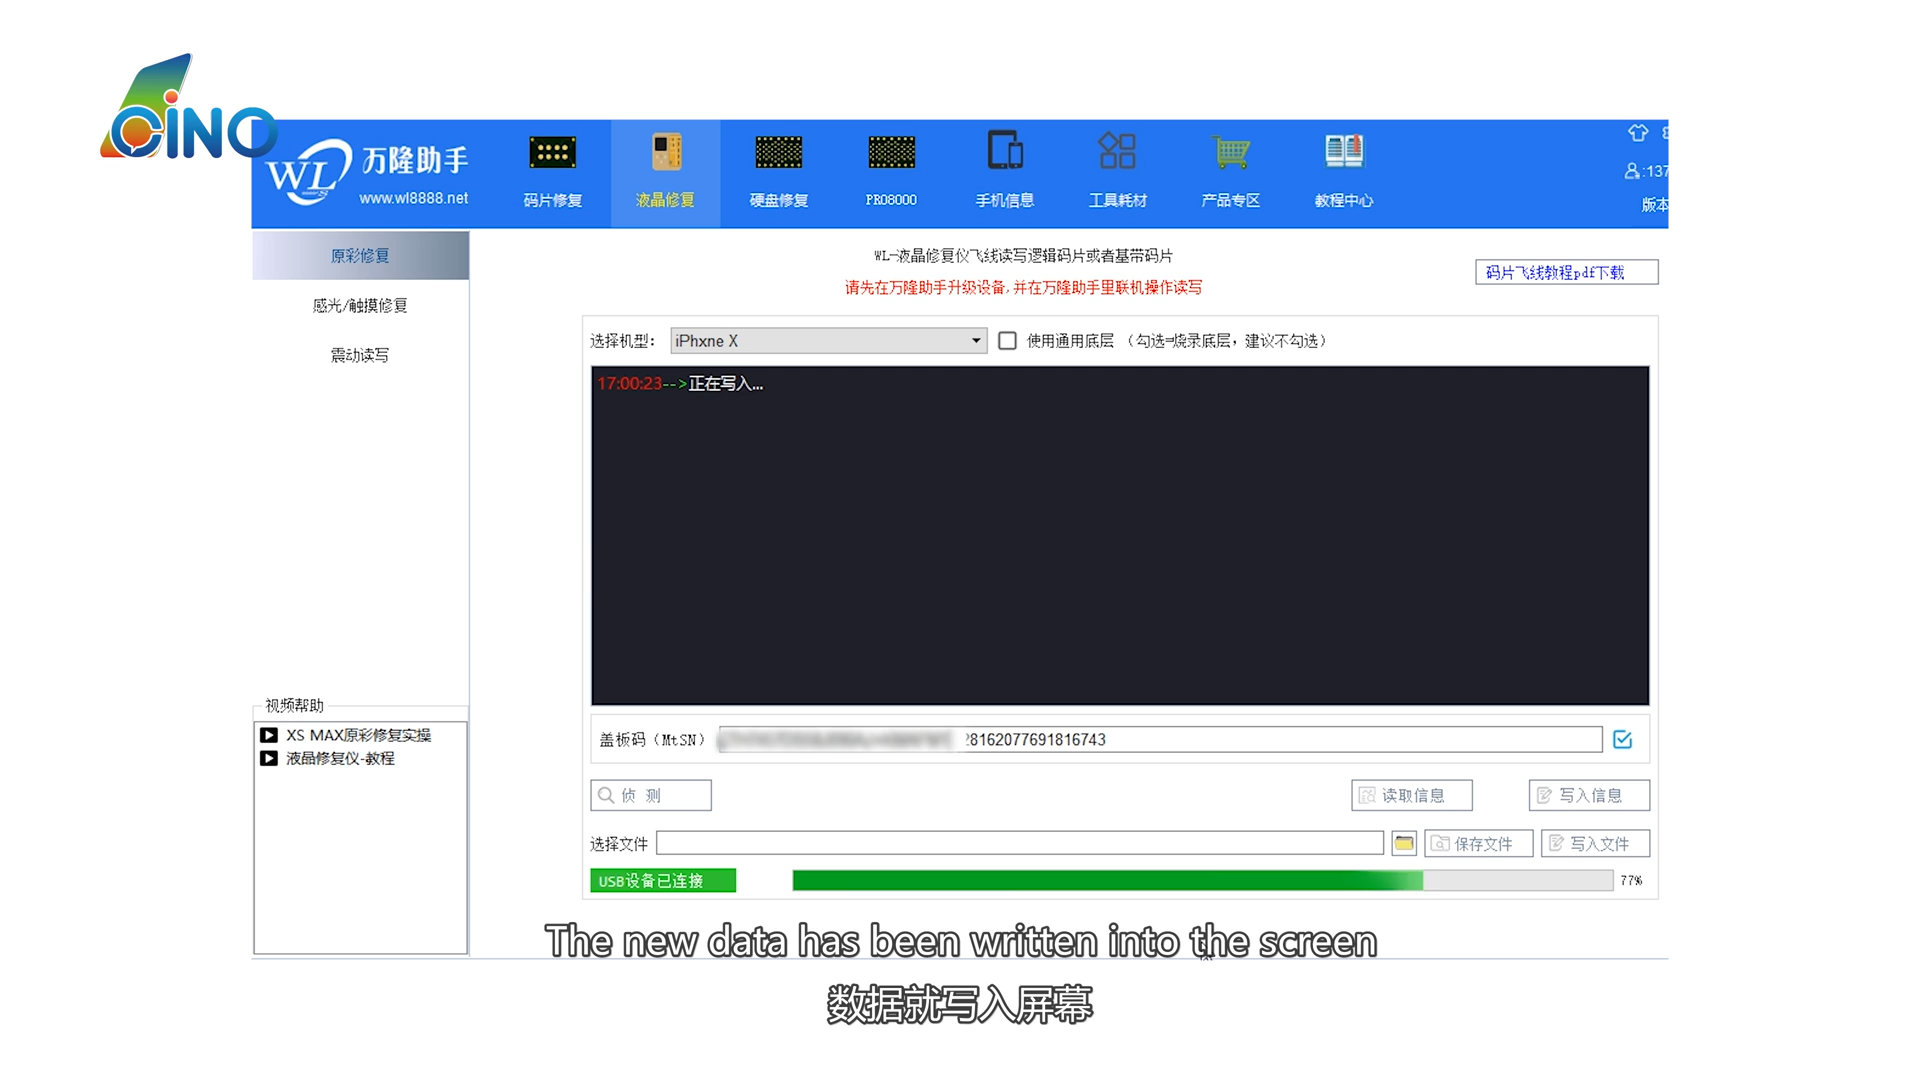 QiNO
WL 万隆助手
www.wl8888.net
码片修复
液晶修复
硬盘修复
PRO8000
手机信息
工具耗材
产品专区
教程中心
:137
版本
原彩修复
感光/触摸修复
震动读写
WL-液晶修复仪飞线读写逻辑码片或者基带码片
请先在万隆助手升级设备,并在万隆助手里联机操作读写
码片飞线教程pdf下载
选择机型： iPhxne X 使用通用底层 （勾选=烧录底层，建议不勾选）
17:00:23-->正在写入...
视频帮助
XS MAX原彩修复实操
液晶修复仪-教程
盖板码（MtSN） 28162077691816743
侦 测 读取信息 写入信息
选择文件 保存文件 写入文件
USB设备已连接 77%
The new data has been written into the screen
数据就写入屏幕